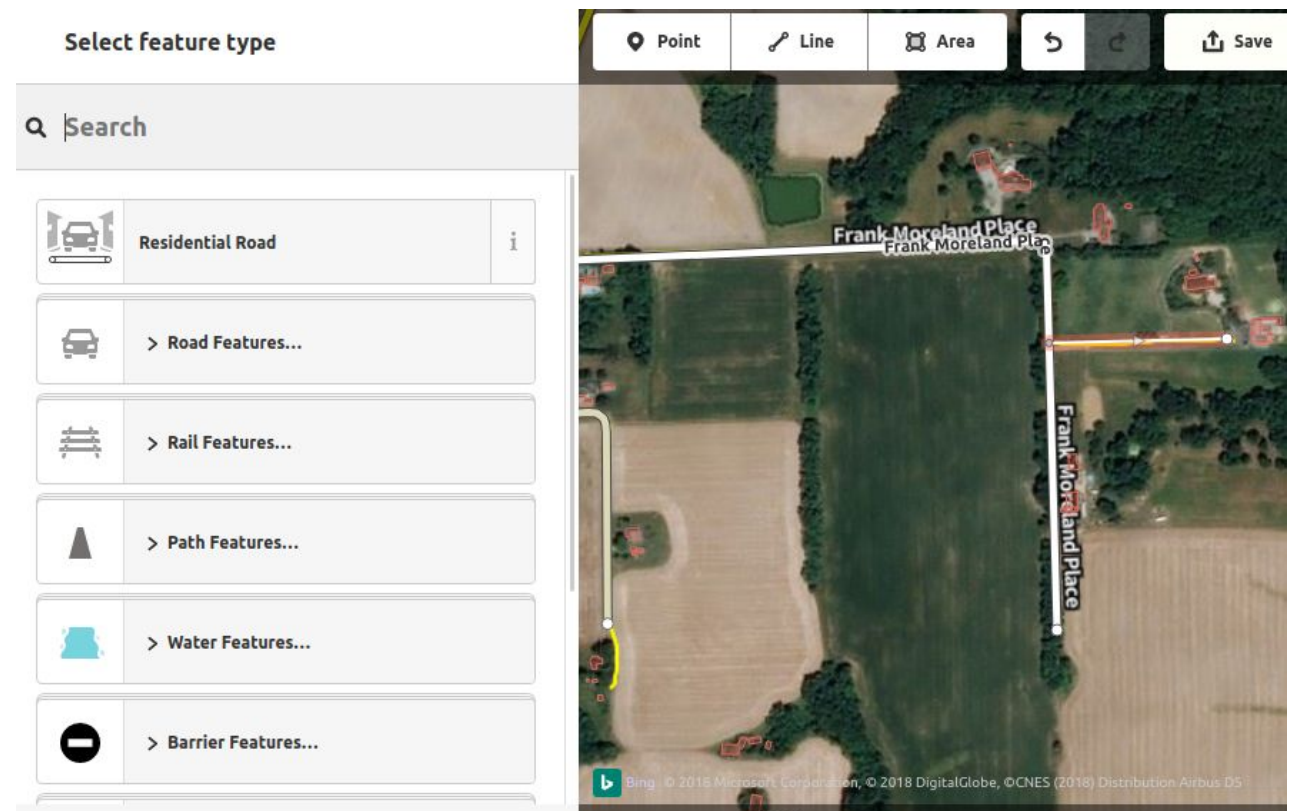 Select feature type
Search
Residential Road
i
> Road Features...
> Rail Features...
> Path Features...
> Water Features...
> Barrier Features...
Point
Line
Area
Save
Frank Moreland Place
Frank Moreland Place
Frank Moreland Place
b Bing © 2018 Microsoft Corporation, © 2018 DigitalGlobe, ©CNES (2018) Distribution Airbus DS